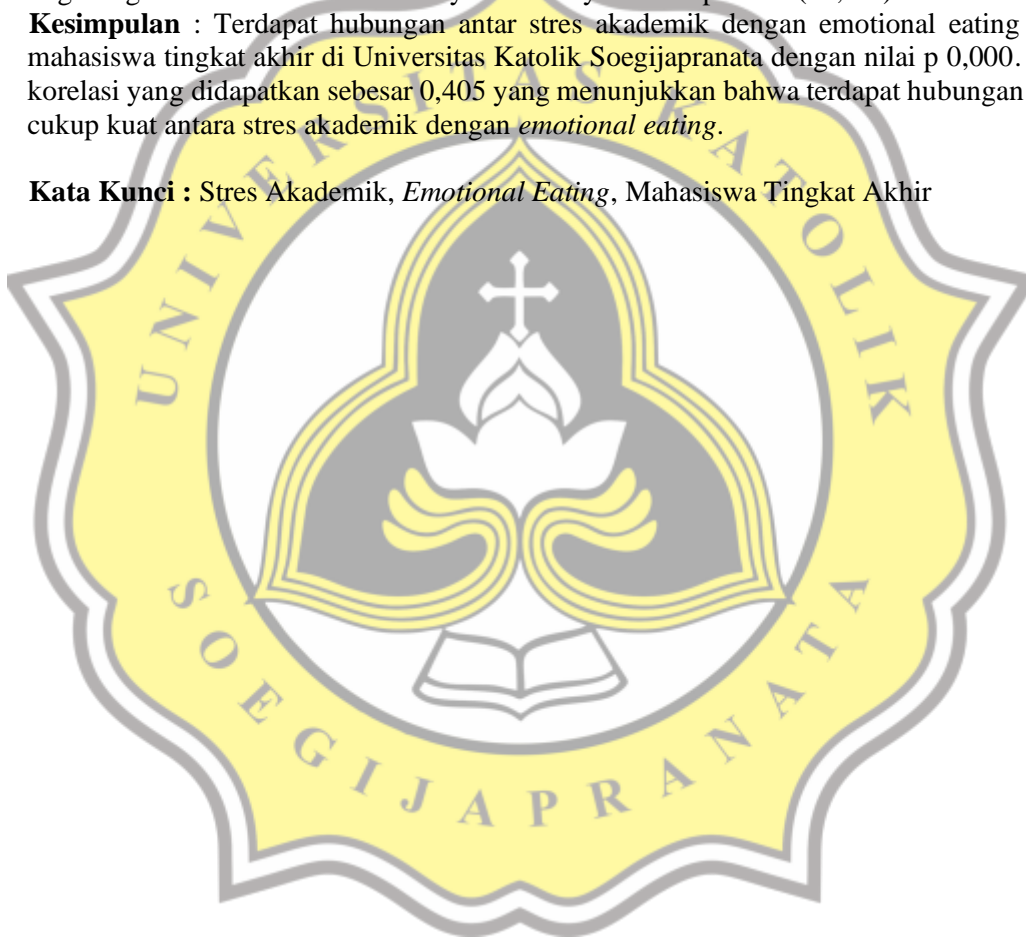 Kesimpulan : Terdapat hubungan antar stres akademik dengan emotional eating
mahasiswa tingkat akhir di Universitas Katolik Soegijapranata dengan nilai p 0,000.
korelasi yang didapatkan sebesar 0,405 yang menunjukkan bahwa terdapat hubungan
cukup kuat antara stres akademik dengan emotional eating.
Kata Kunci : Stres Akademik, Emotional Eating, Mahasiswa Tingkat Akhir
UNIVERSITAS KATOLIK
SOEGIJAPRANATA